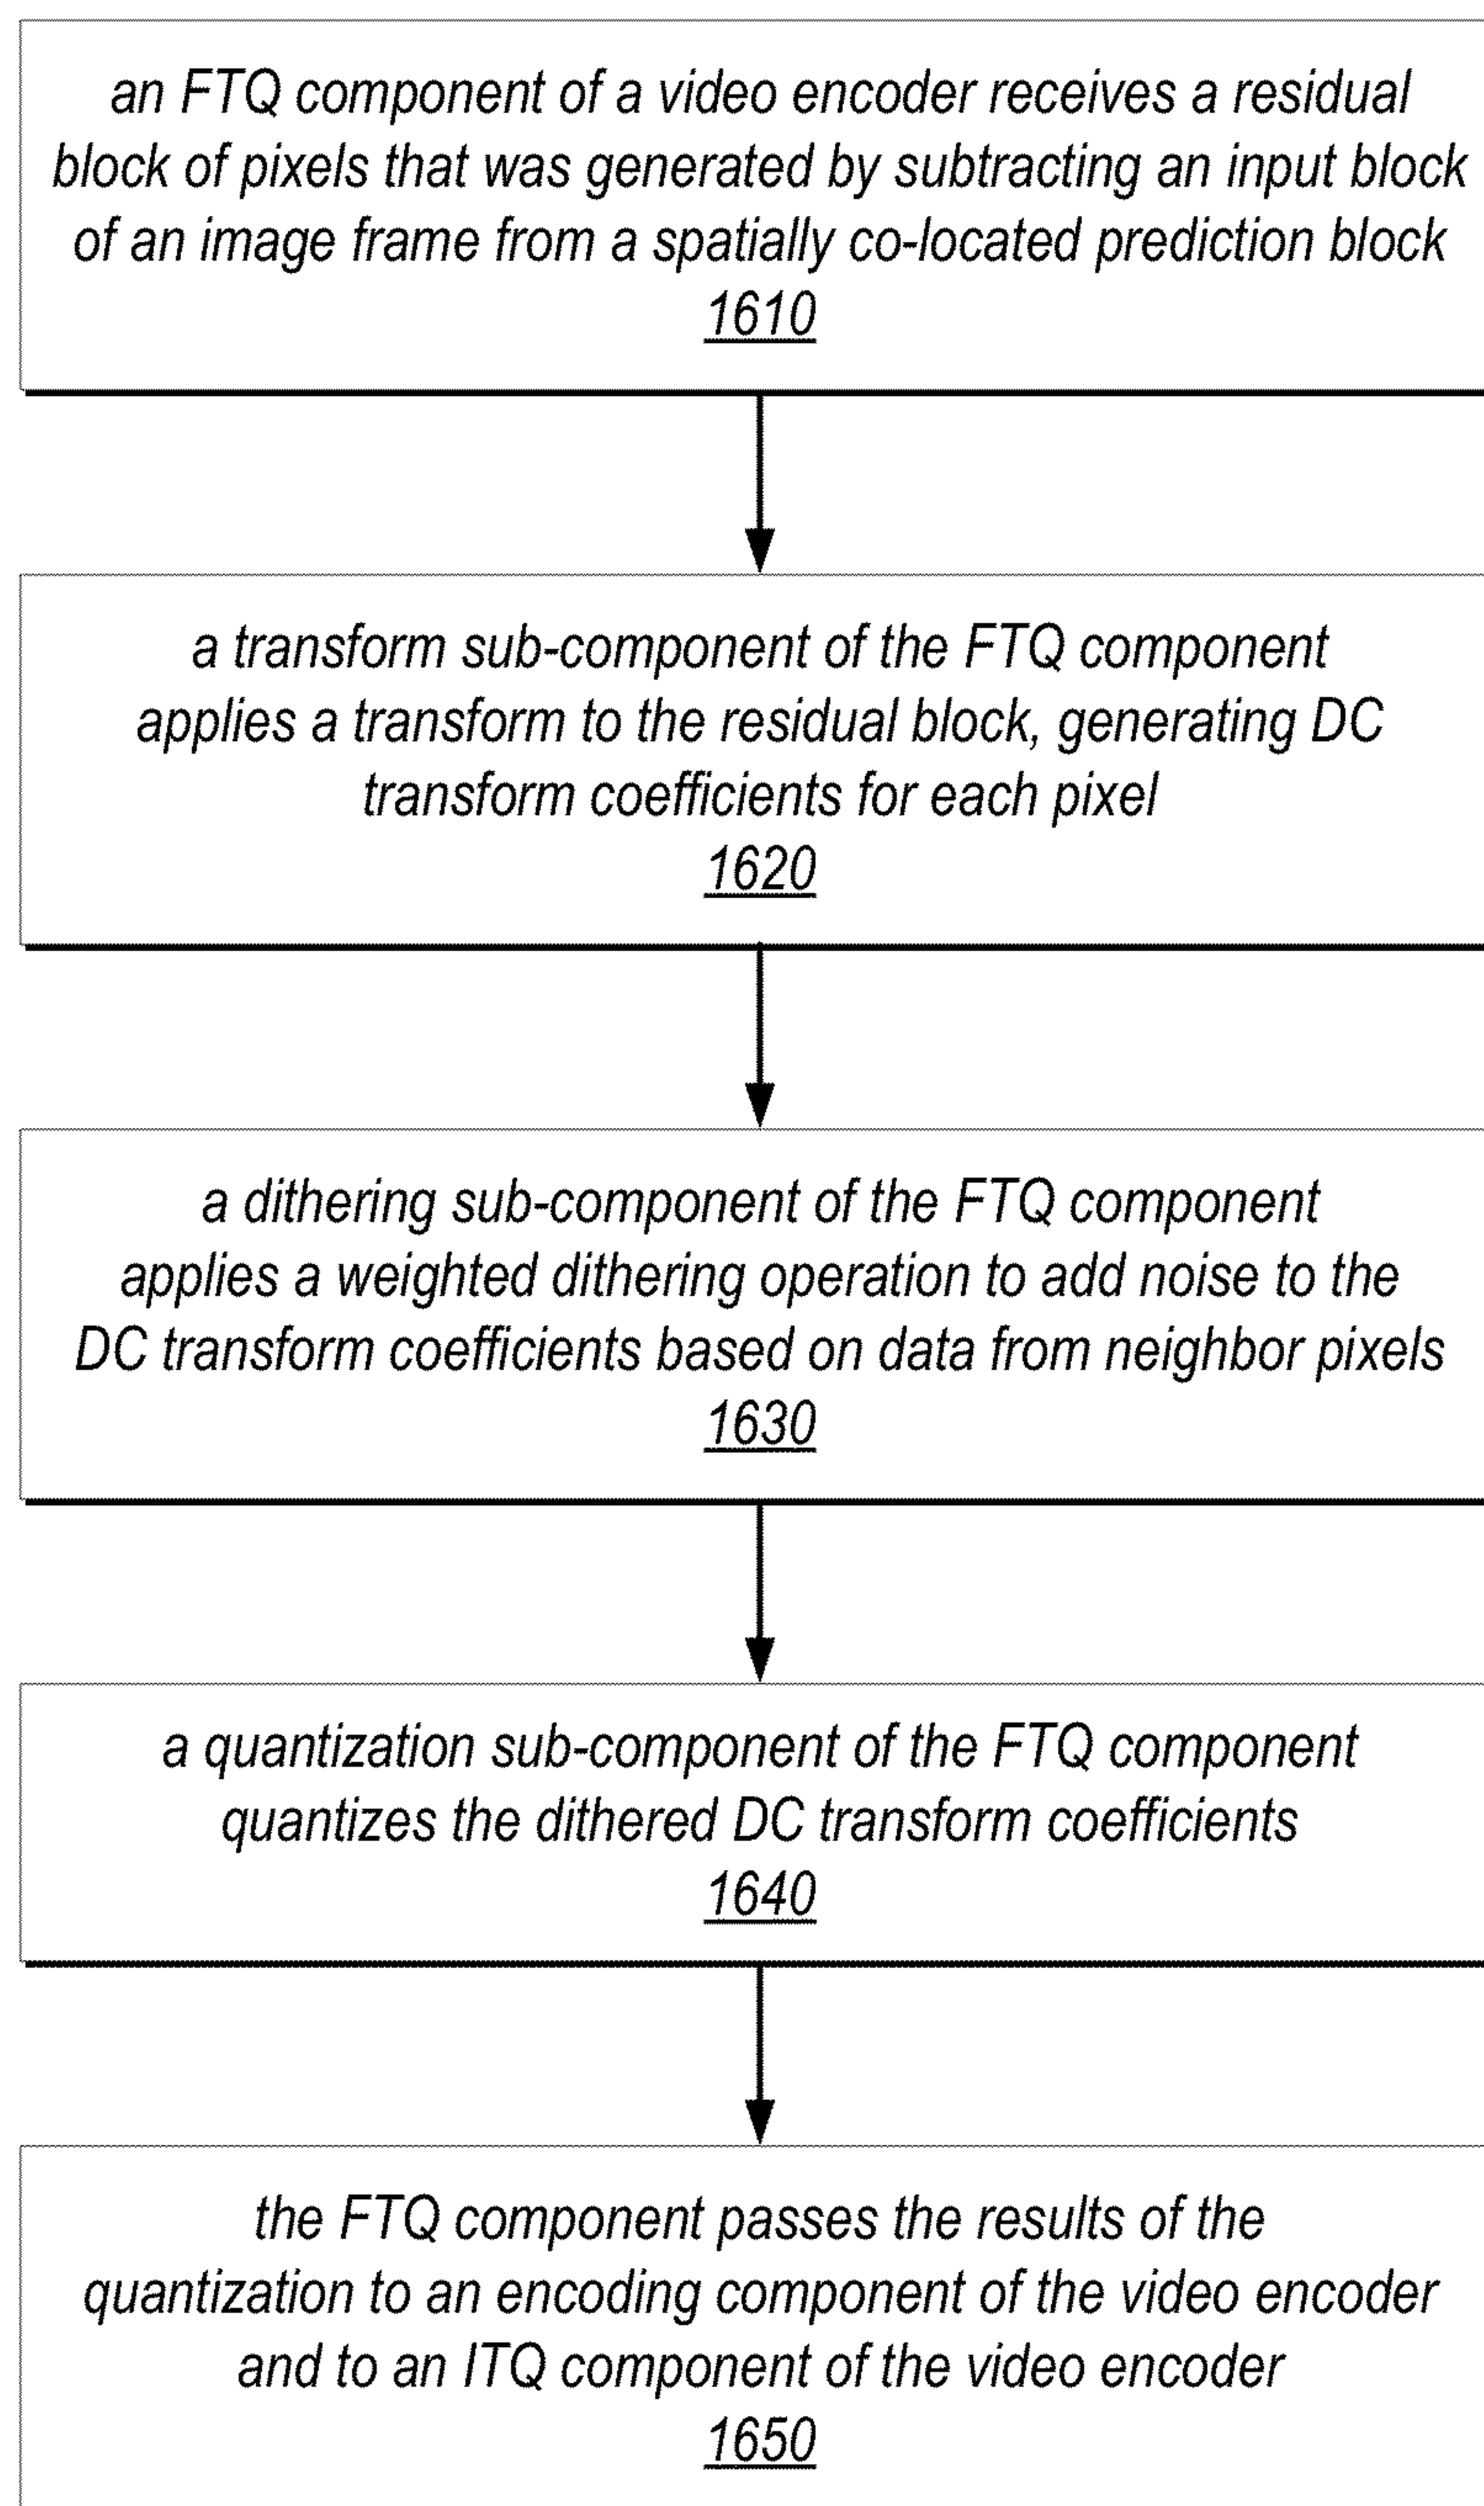 an FTQ component of a video encoder receives a residual
block of pixels that was generated by subtracting an input block
of an image frame from a spatially co-located prediction block
1610
a transform sub-component of the FTQ component
applies a transform to the residual block, generating DC
transform coefficients for each pixel
1620
a dithering sub-component of the FTQ component
applies a weighted dithering operation to add noise to the
DC transform coefficients based on data from neighbor pixels
1630
a quantization sub-component of the FTQ component
quantizes the dithered DC transform coefficients
1640
the FTQ component passes the results of the
quantization to an encoding component of the video encoder
and to an ITQ component of the video encoder
1650